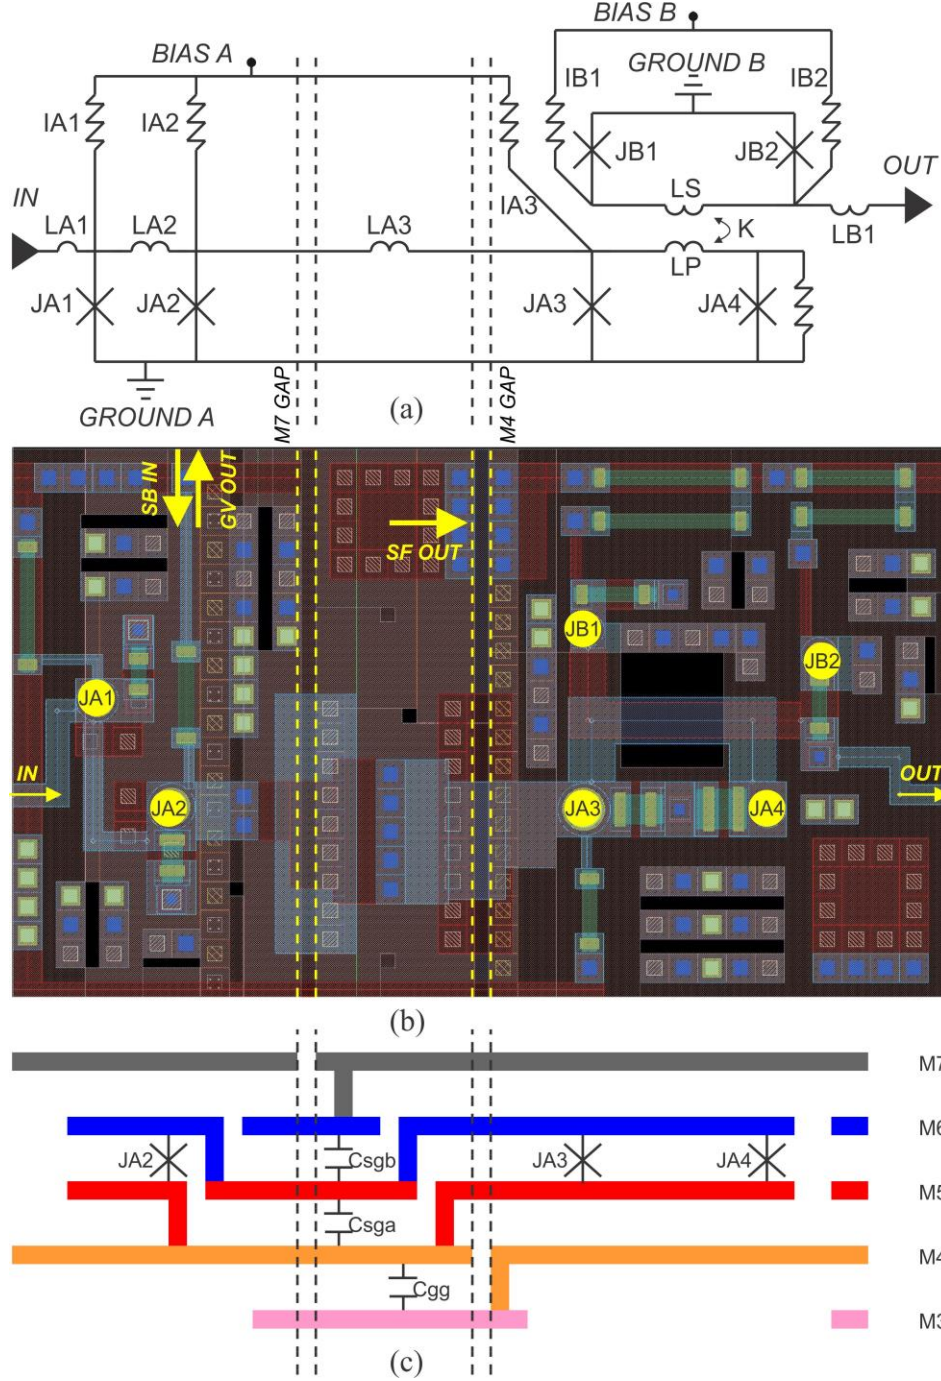 BIAS B
BIAS A
GROUND B
IB1
IB2
IA1
IA2
JB1
JB2
OUT
IN
IA3
LS
LA1
LA2
LA3
K
LB1
LP
JA1
JA2
JA3
JA4
GROUND A
M7 GAP
(a)
M4 GAP
SB IN
GV OUT
SF OUT
JB1
JB2
JA1
IN
JA2
JA3
JA4
OUT
(b)
M7
M6
JA2
Csgb
JA3
JA4
M5
Csga
M4
Cgg
M3
(c)